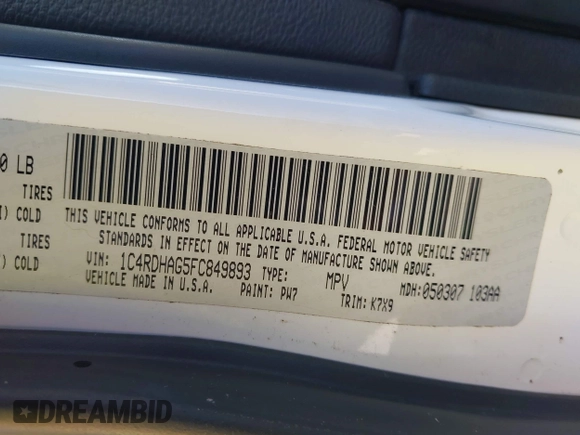 0 LB
TIRES
) COLD
TIRES
) COLD
THIS VEHICLE CONFORMS TO ALL APPLICABLE U.S.A. FEDERAL MOTOR VEHICLE SAFETY
STANDARDS IN EFFECT ON THE DATE OF MANUFACTURE SHOWN ABOVE.
VIN: 1C4RDHAG5FC849893 TYPE: MPV MDH:050307 103AA
VEHICLE MADE IN U.S.A. PAINT: PW7 TRIM: K7X9
DREAMBID